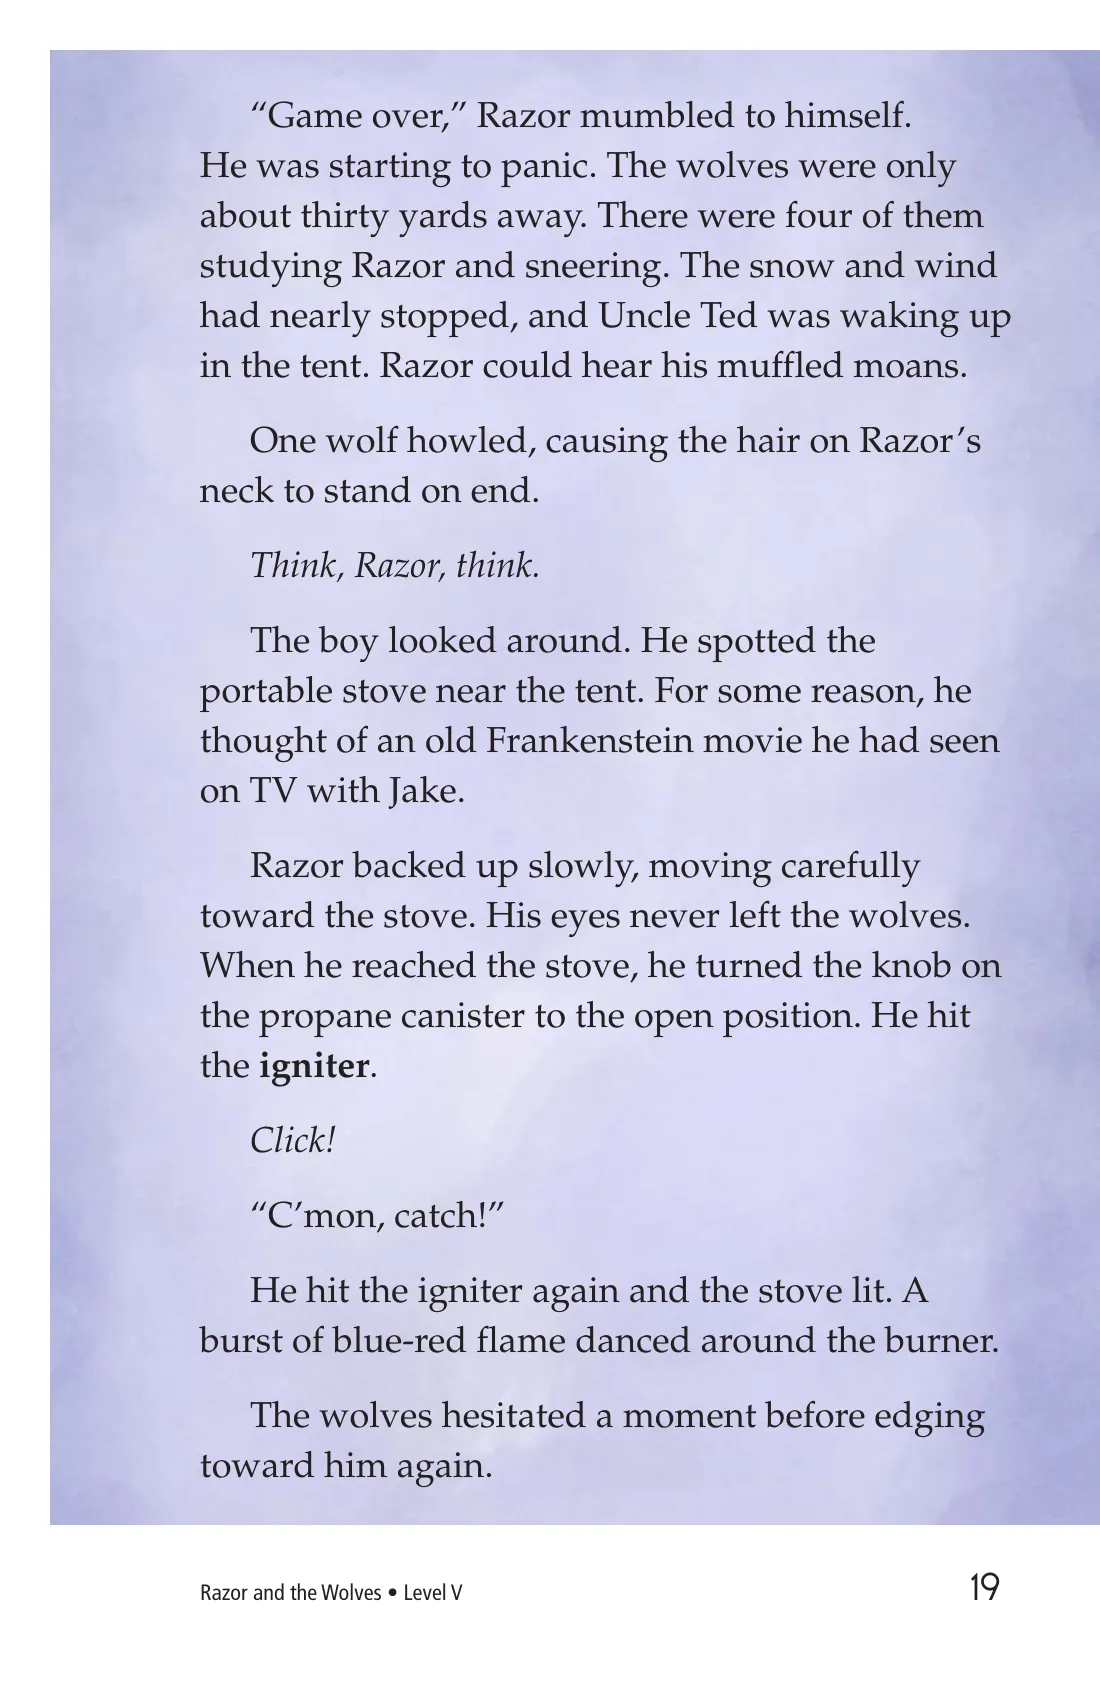 “Game over,” Razor mumbled to himself.
He was starting to panic. The wolves were only
about thirty yards away. There were four of them
studying Razor and sneering. The snow and wind
had nearly stopped, and Uncle Ted was waking up
in the tent. Razor could hear his muffled moans.
One wolf howled, causing the hair on Razor’s
neck to stand on end.
Think, Razor, think.
The boy looked around. He spotted the
portable stove near the tent. For some reason, he
thought of an old Frankenstein movie he had seen
on TV with Jake.
Razor backed up slowly, moving carefully
toward the stove. His eyes never left the wolves.
When he reached the stove, he turned the knob on
the propane canister to the open position. He hit
the igniter.
Click!
“C’mon, catch!”
He hit the igniter again and the stove lit. A
burst of blue-red flame danced around the burner.
The wolves hesitated a moment before edging
toward him again.
Razor and the Wolves • Level V
19